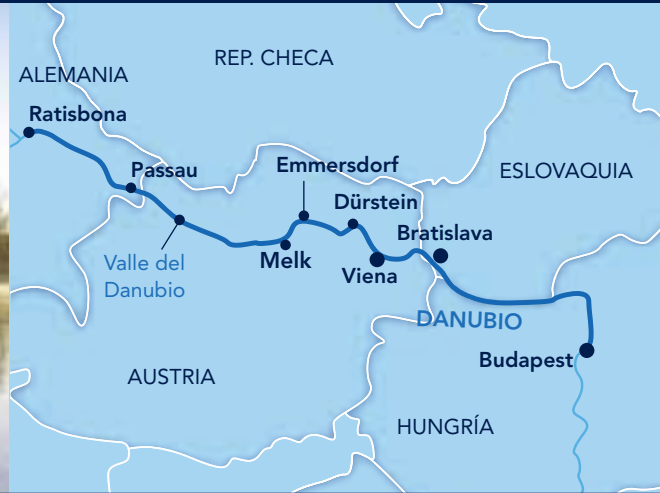 REP. CHECA
ALEMANIA
Ratisbona
Passau
Emmersdorf
ESLOVAQUIA
Dürstein
Bratislava
Valle del
Danubio
Melk
Viena
DANUBIO
Budapest
AUSTRIA
HUNGRÍA